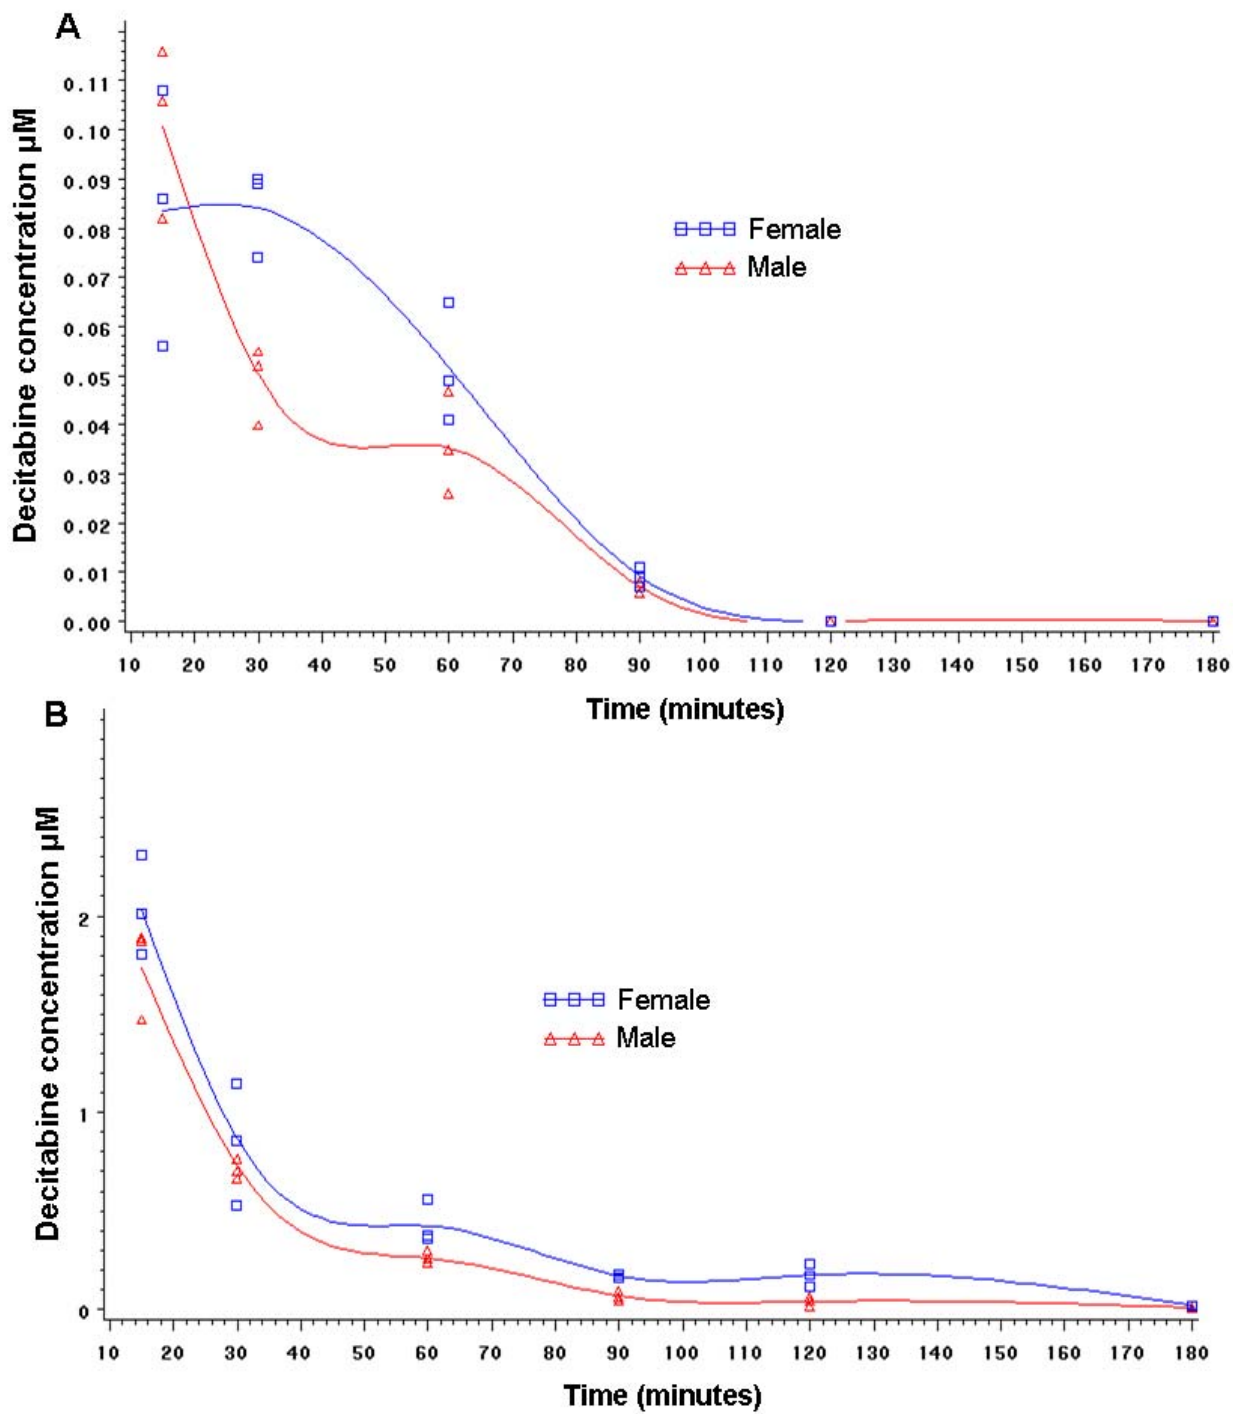 A
Decitabine concentration µM
0.11
0.10
0.09
0.08
0.07
0.06
0.05
0.04
0.03
0.02
0.01
0.00
Female
Male
10 20 30 40 50 60 70 80 90 100 110 120 130 140 150 160 170 180
Time (minutes)
B
Decitabine concentration µM
2
1
0
Female
Male
10 20 30 40 50 60 70 80 90 100 110 120 130 140 150 160 170 180
Time (minutes)